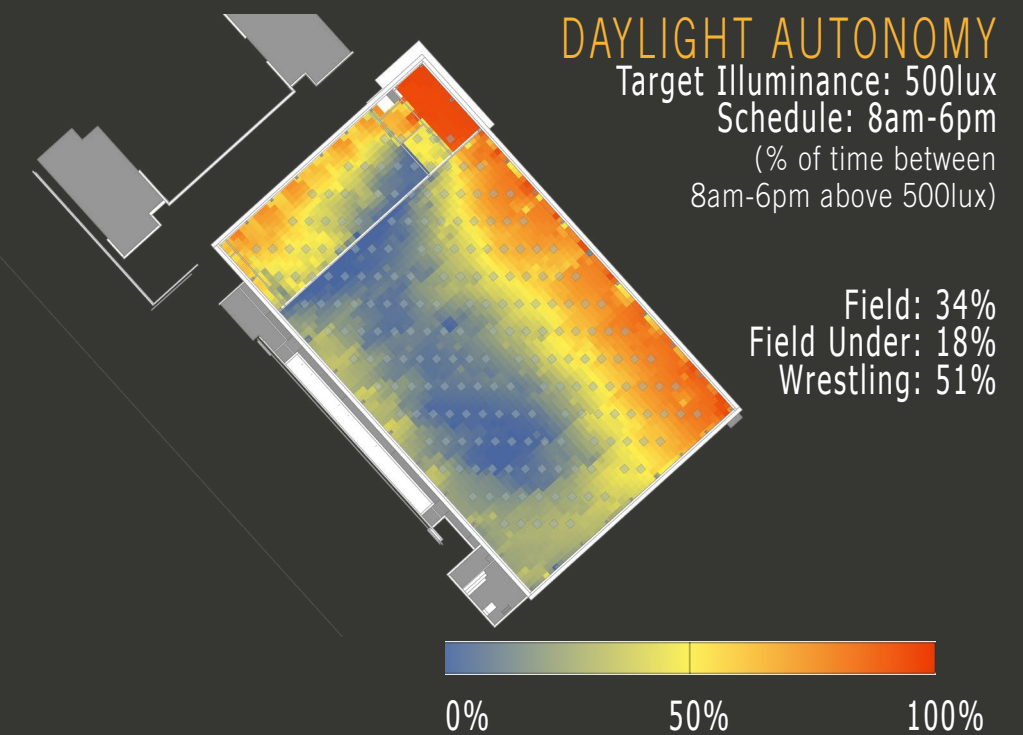 DAYLIGHT AUTONOMY
Target Illuminance: 500lux
Schedule: 8am-6pm
(% of time between
8am-6pm above 500lux)
Field: 34%
Field Under: 18%
Wrestling: 51%
0% 50% 100%